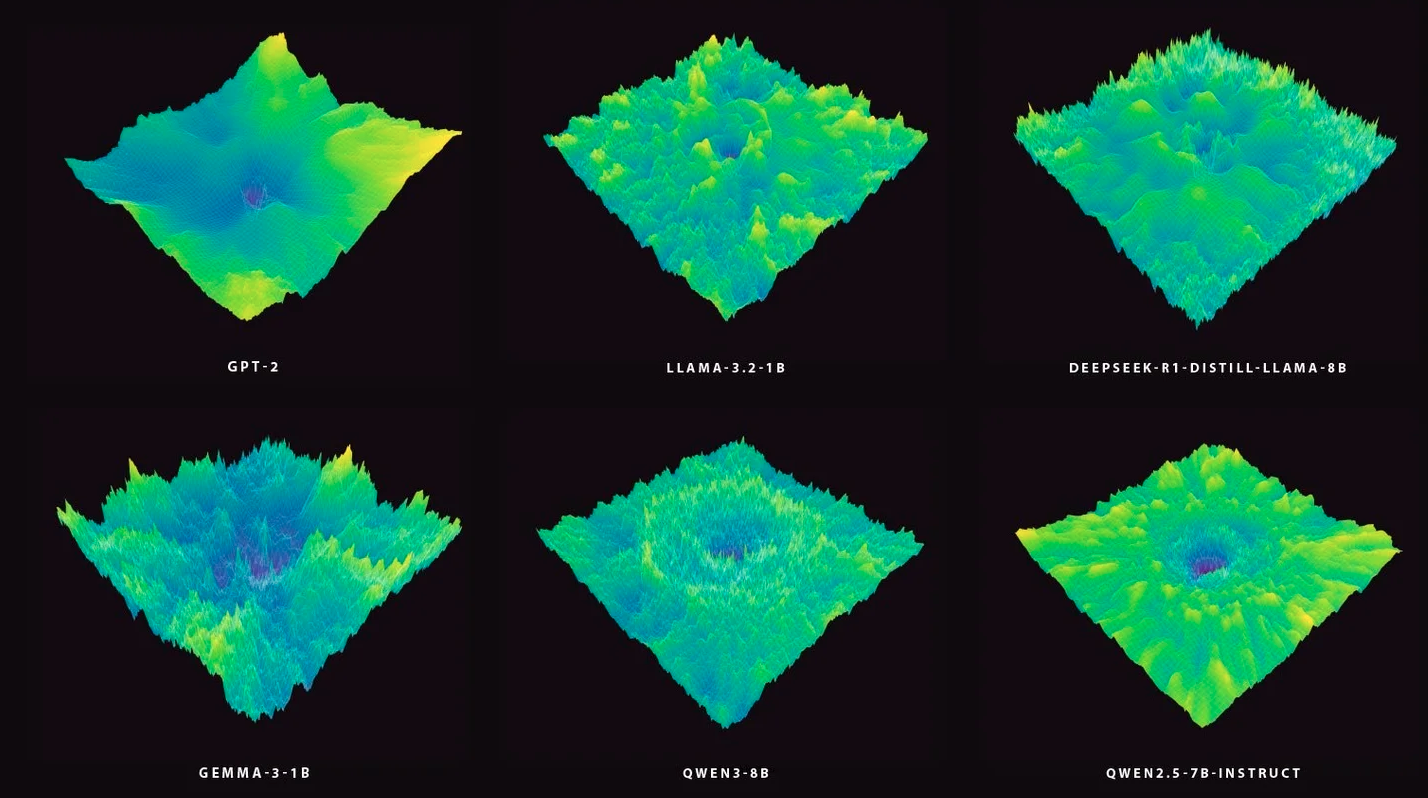 GPT-2
LLAMA-3.2-1B
DEEPSEEK-R1-DISTILL-LLAMA-8B
GEMMA-3-1B
QWEN3-8B
QWEN2.5-7B-INSTRUCT